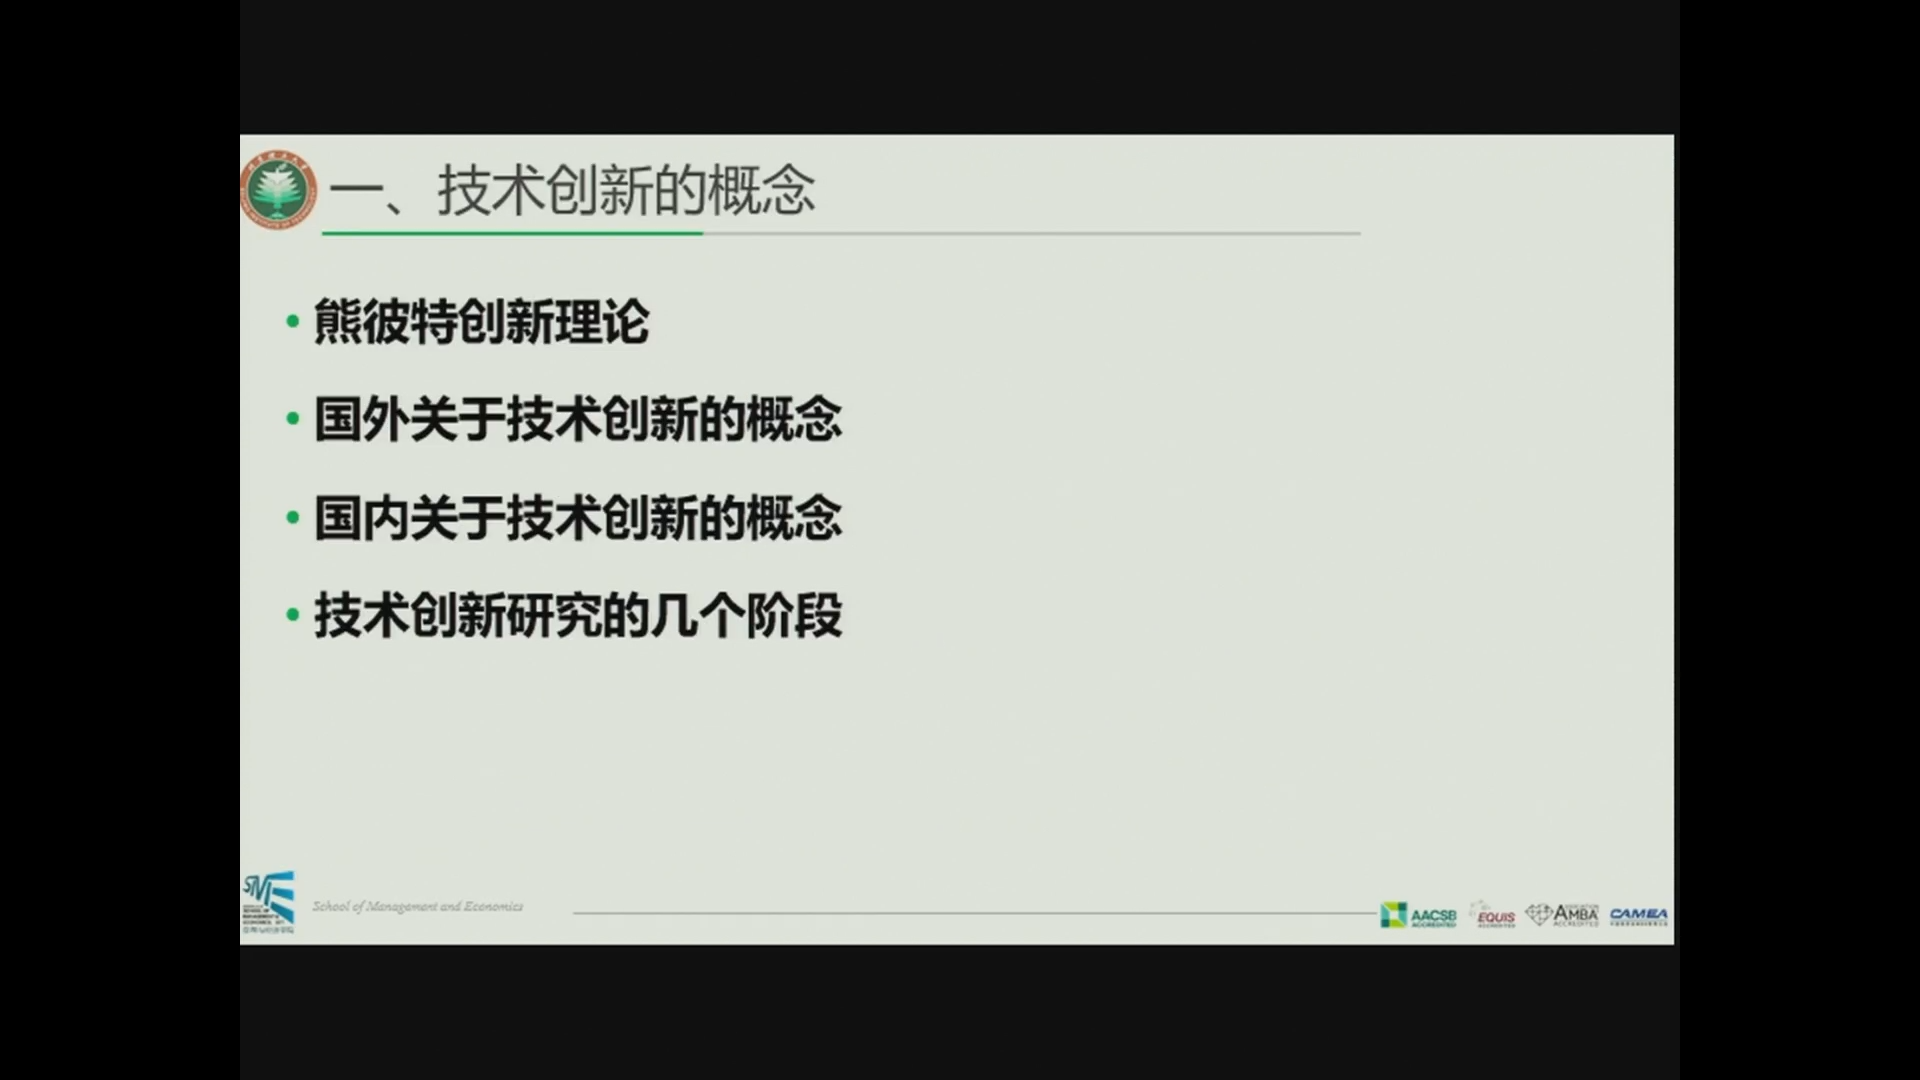 一、技术创新的概念
• 熊彼特创新理论
• 国外关于技术创新的概念
• 国内关于技术创新的概念
• 技术创新研究的几个阶段
School of Management and Economics
AACSB
ACCREDITED
EQUIS
ACCREDITED
ASSOCIATION
AMBA
ACCREDITED
CAMEA